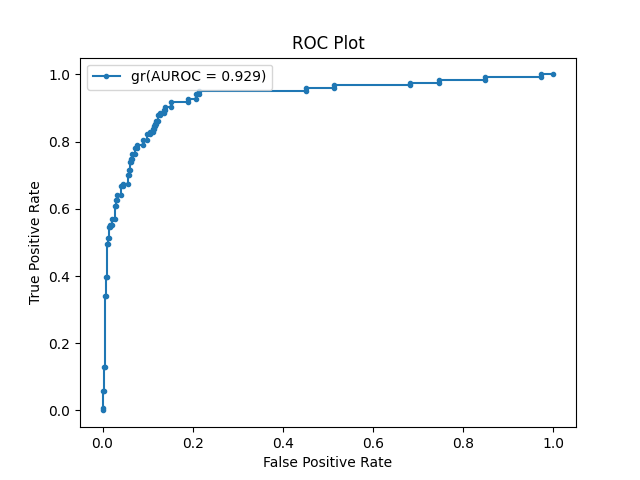 ROC Plot
gr(AUROC = 0.929)
1.0
0.8
0.6
0.4
0.2
0.0
True Positive Rate
0.0 0.2 0.4 0.6 0.8 1.0
False Positive Rate